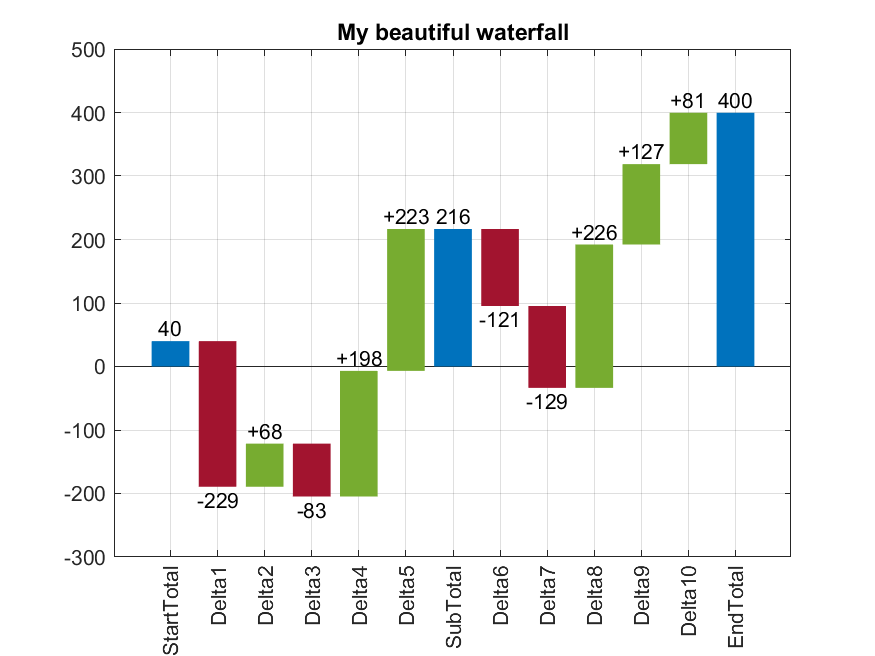 My beautiful waterfall
500
400
300
200
100
0
-100
-200
-300
40
-229
+68
-83
+198
+223
216
-121
-129
+226
+127
+81
400
StartTotal
Delta1
Delta2
Delta3
Delta4
Delta5
SubTotal
Delta6
Delta7
Delta8
Delta9
Delta10
EndTotal